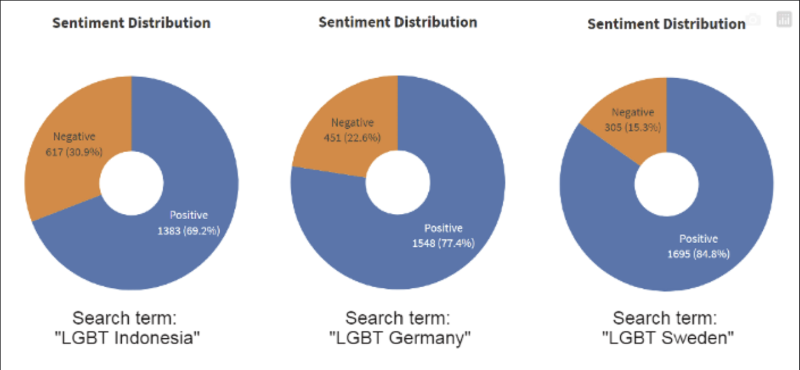 Sentiment Distribution
Negative
617 (30.9%)
Positive
1383 (69.2%)
Search term:
"LGBT Indonesia"
Sentiment Distribution
Negative
451 (22.6%)
Positive
1548 (77.4%)
Search term:
"LGBT Germany"
Sentiment Distribution
Negative
305 (15.3%)
Positive
1695 (84.8%)
Search term:
"LGBT Sweden"